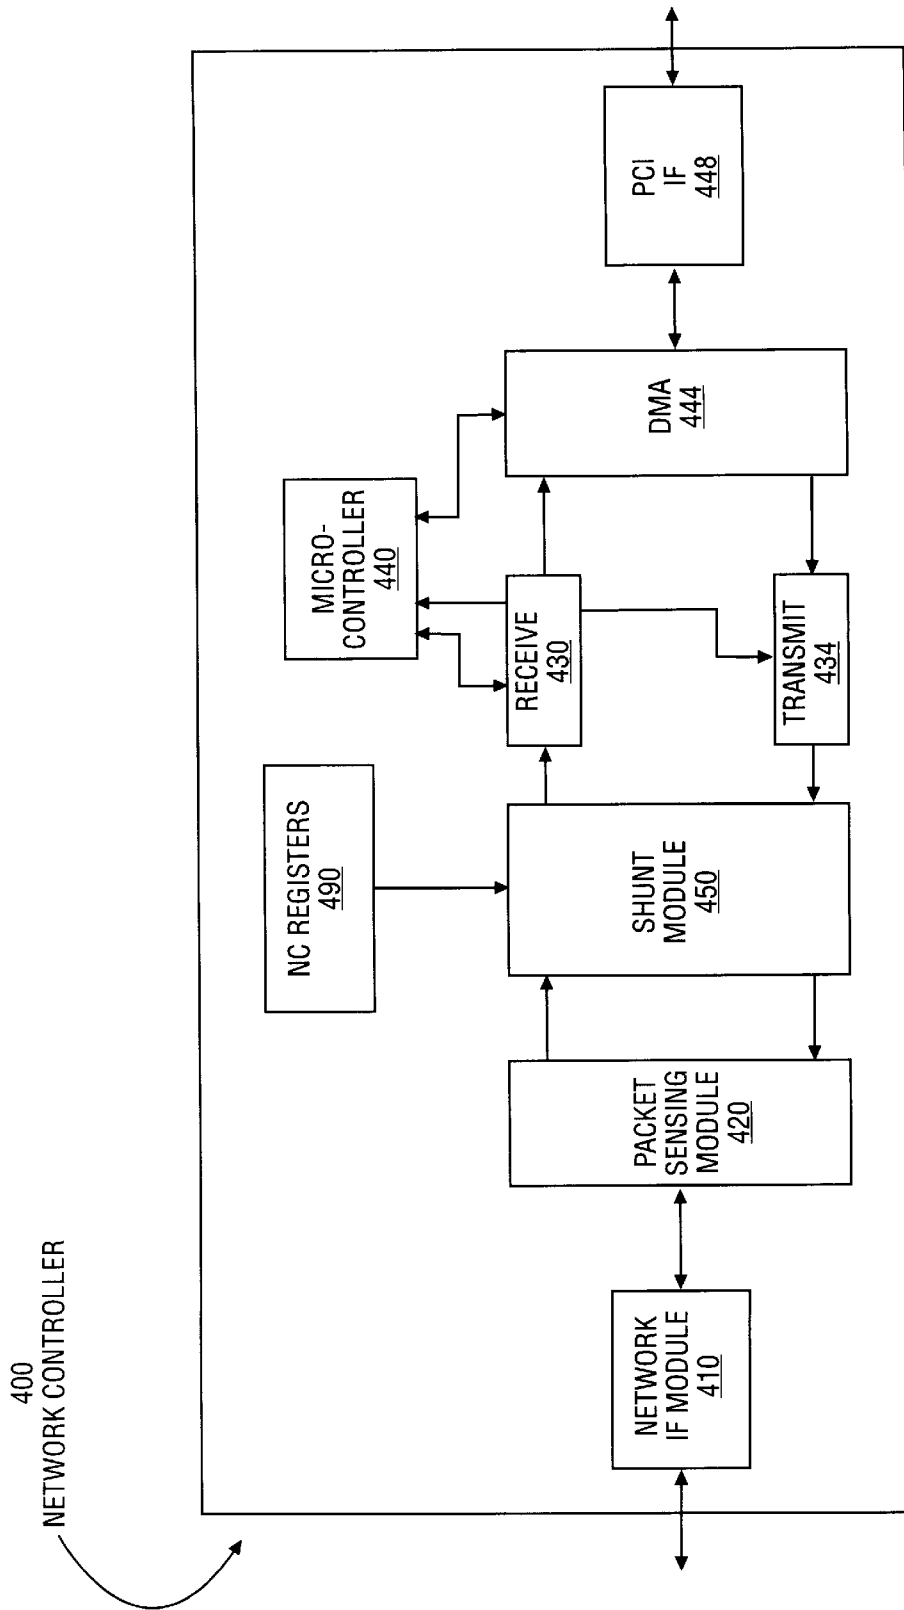 400
NETWORK CONTROLLER
NETWORK
IF MODULE
410
PACKET
SENSING
MODULE
420
NC REGISTERS
490
SHUNT
MODULE
450
MICRO-
CONTROLLER
440
RECEIVE
430
TRANSMIT
434
DMA
444
PCI
IF
448